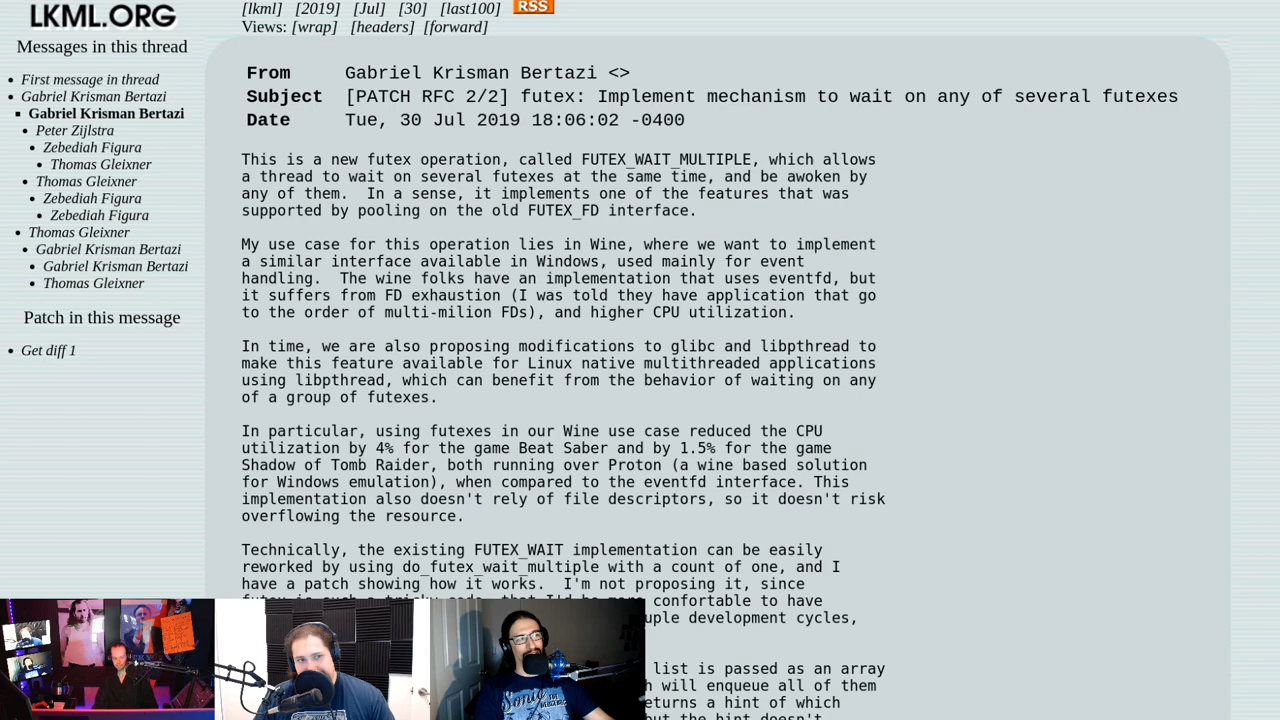 LKML.ORG
[lkml] [2019] [Jul] [30] [last100] RSS
Views: [wrap] [headers] [forward]
Messages in this thread
First message in thread
Gabriel Krisman Bertazi
Gabriel Krisman Bertazi
Peter Zijlstra
Zebediah Figura
Thomas Gleixner
Thomas Gleixner
Zebediah Figura
Zebediah Figura
Thomas Gleixner
Gabriel Krisman Bertazi
Gabriel Krisman Bertazi
Thomas Gleixner
Patch in this message
Get diff 1
From Gabriel Krisman Bertazi <>
Subject [PATCH RFC 2/2] futex: Implement mechanism to wait on any of several futexes
Date Tue, 30 Jul 2019 18:06:02 -0400
This is a new futex operation, called FUTEX_WAIT_MULTIPLE, which allows
a thread to wait on several futexes at the same time, and be awoken by
any of them.  In a sense, it implements one of the features that was
supported by pooling on the old FUTEX_FD interface.
My use case for this operation lies in Wine, where we want to implement
a similar interface available in Windows, used mainly for event
handling.  The wine folks have an implementation that uses eventfd, but
it suffers from FD exhaustion (I was told they have application that go
to the order of multi-milion FDs), and higher CPU utilization.
In time, we are also proposing modifications to glibc and libpthread to
make this feature available for Linux native multithreaded applications
using libpthread, which can benefit from the behavior of waiting on any
of a group of futexes.
In particular, using futexes in our Wine use case reduced the CPU
utilization by 4% for the game Beat Saber and by 1.5% for the game
Shadow of Tomb Raider, both running over Proton (a wine based solution
for Windows emulation), when compared to the eventfd interface. This
implementation also doesn't rely of file descriptors, so it doesn't risk
overflowing the resource.
Technically, the existing FUTEX_WAIT implementation can be easily
reworked by using do_futex_wait_multiple with a count of one, and I
have a patch showing how it works.  I'm not proposing it, since
futex is such a tricky code, that I'd be more confortable to have
uple development cycles,
list is passed as an array
h will enqueue all of them
eturns a hint of which
but the hint doesn't
Sonic